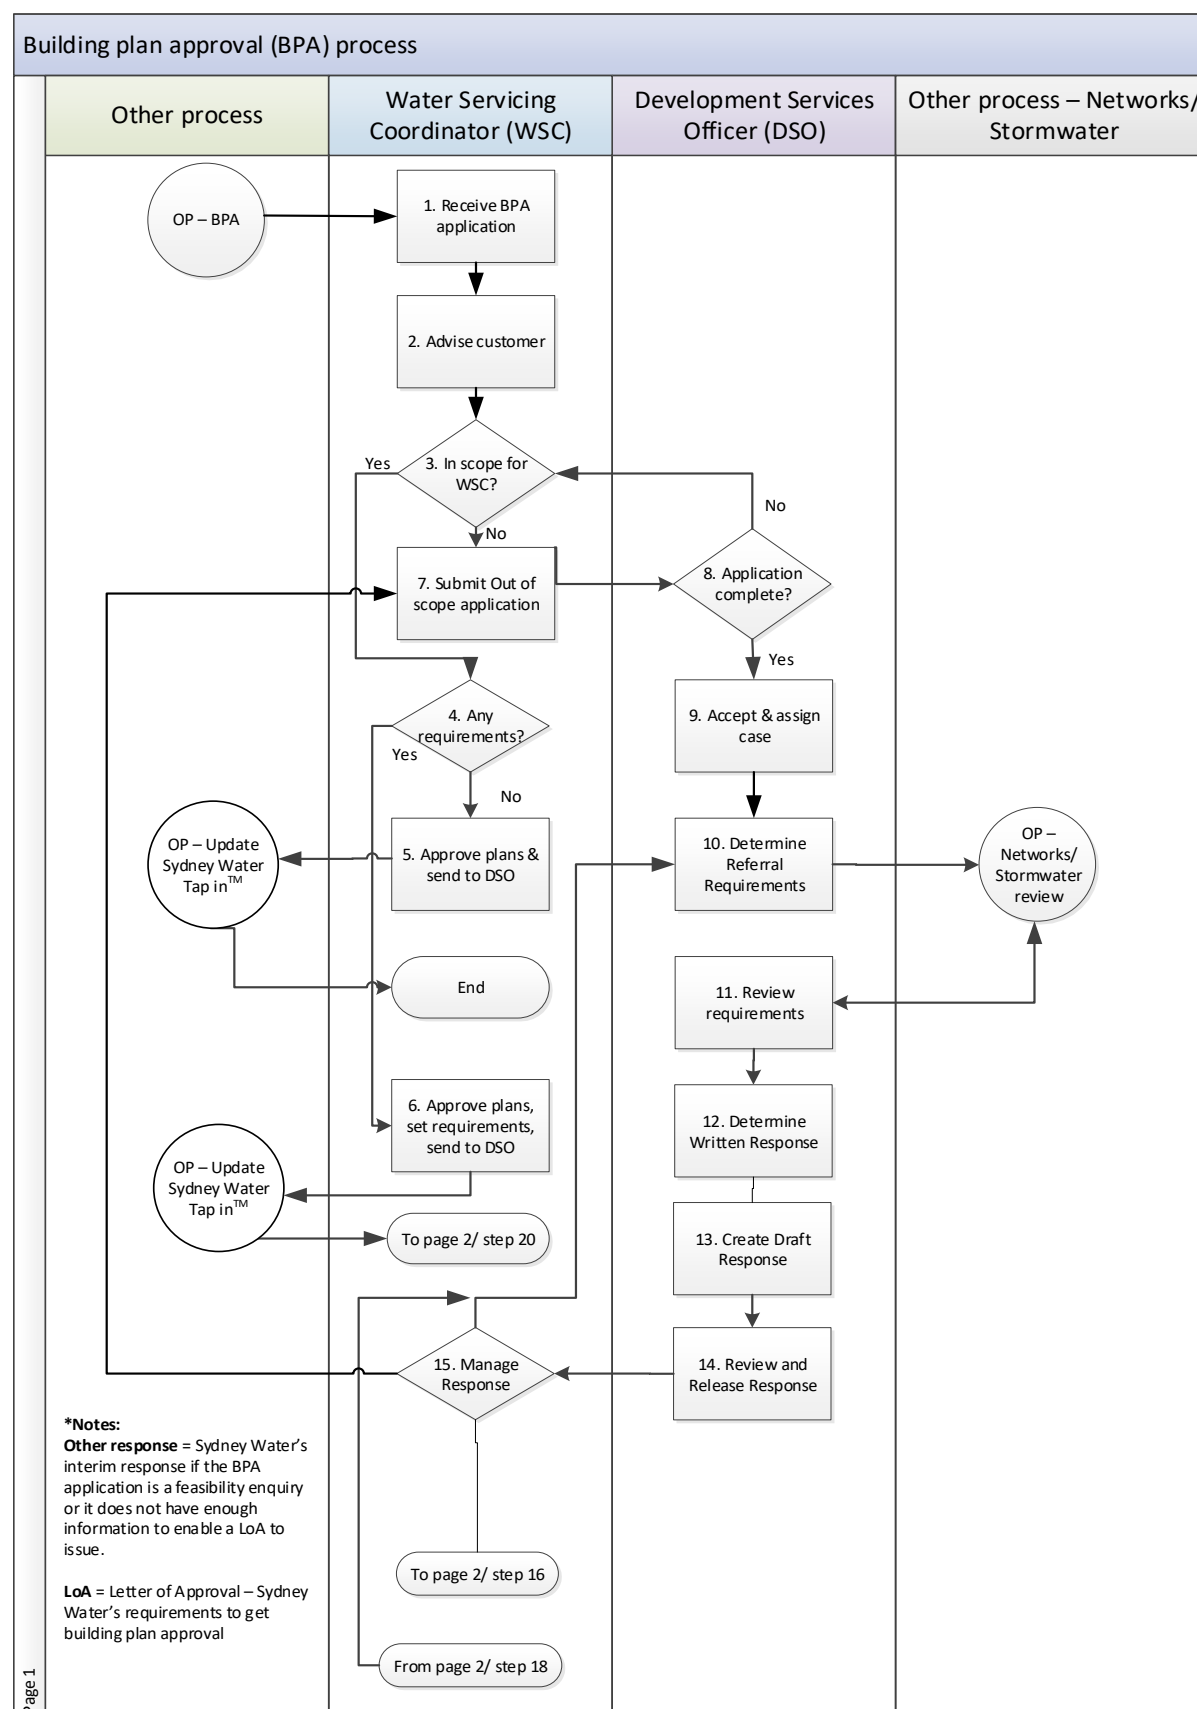 Building plan approval (BPA) process
Other process
Water Servicing
Coordinator (WSC)
Development Services
Officer (DSO)
Other process – Networks/
Stormwater
OP – BPA
1. Receive BPA
application
2. Advise customer
Yes
3. In scope for
WSC?
No
No
7. Submit Out of
scope application
8. Application
complete?
Yes
4. Any
requirements?
Yes
9. Accept & assign
case
No
OP – Update
Sydney Water
Tap in™
5. Approve plans &
send to DSO
10. Determine
Referral
Requirements
OP –
Networks/
Stormwater
review
End
11. Review
requirements
6. Approve plans,
set requirements,
send to DSO
12. Determine
Written Response
OP – Update
Sydney Water
Tap in™
To page 2/ step 20
13. Create Draft
Response
15. Manage
Response
14. Review and
Release Response
*Notes:
Other response = Sydney Water’s
interim response if the BPA
application is a feasibility enquiry
or it does not have enough
information to enable a LoA to
issue.
LoA = Letter of Approval – Sydney
Water’s requirements to get
building plan approval
To page 2/ step 16
From page 2/ step 18
Page 1